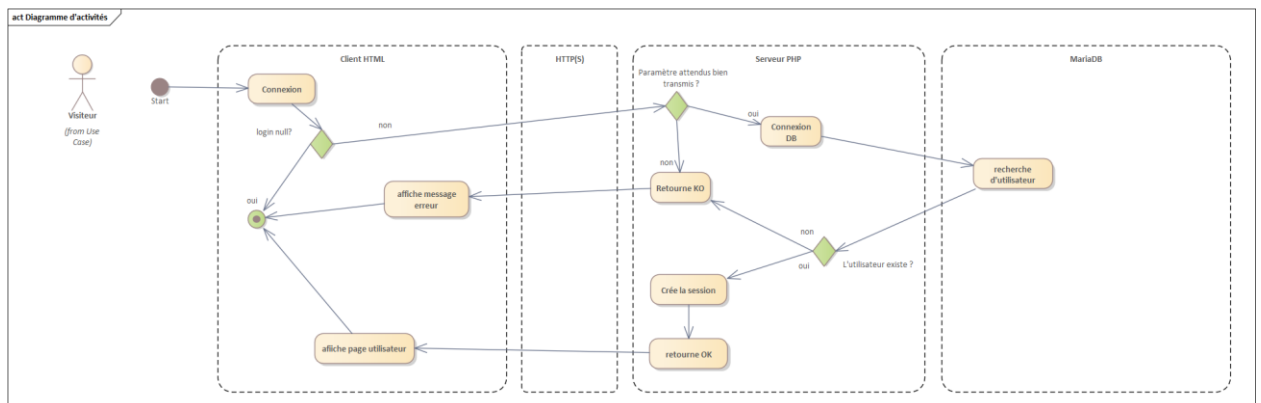 act Diagramme d'activités
Client HTML
HTTP(S)
Serveur PHP
MariaDB
Visiteur
(from Use
Case)
Start
Connexion
login null?
non
oui
Paramètre attendus bien
transmis ?
oui
non
Connexion
DB
recherche
d'utilisateur
Retourne KO
affiche message
erreur
non
oui
L'utilisateur existe ?
Crée la session
retourne OK
afiiche page utilisateur